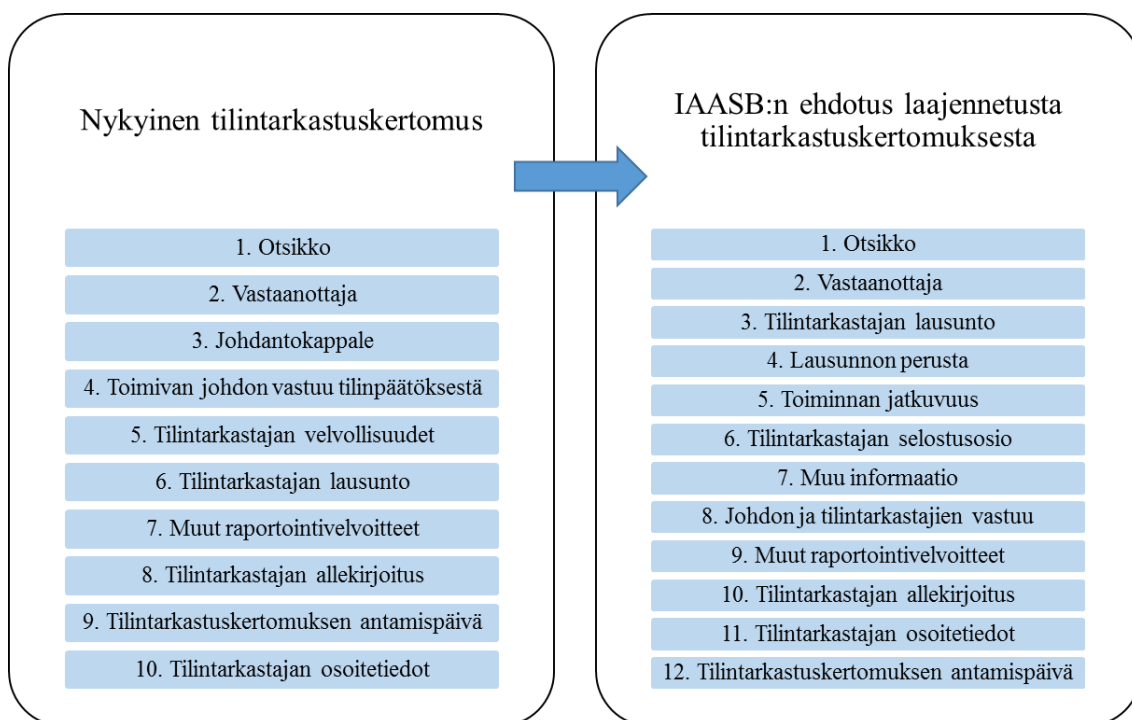 Nykyinen tilintarkastuskertomus
1. Otsikko
2. Vastaanottaja
3. Johdantokappale
4. Toimivan johdon vastuu tilinpäätöksestä
5. Tilintarkastajan velvollisuudet
6. Tilintarkastajan lausunto
7. Muut raportointivelvoitteet
8. Tilintarkastajan allekirjoitus
9. Tilintarkastuskertomuksen antamispäivä
10. Tilintarkastajan osoitetiedot
IAASB:n ehdotus laajennetusta
tilintarkastuskertomuksesta
1. Otsikko
2. Vastaanottaja
3. Tilintarkastajan lausunto
4. Lausunnon perusta
5. Toiminnan jatkuvuus
6. Tilintarkastajan selostusosio
7. Muu informaatio
8. Johdon ja tilintarkastajien vastuu
9. Muut raportointivelvoitteet
10. Tilintarkastajan allekirjoitus
11. Tilintarkastajan osoitetiedot
12. Tilintarkastuskertomuksen antamispäivä